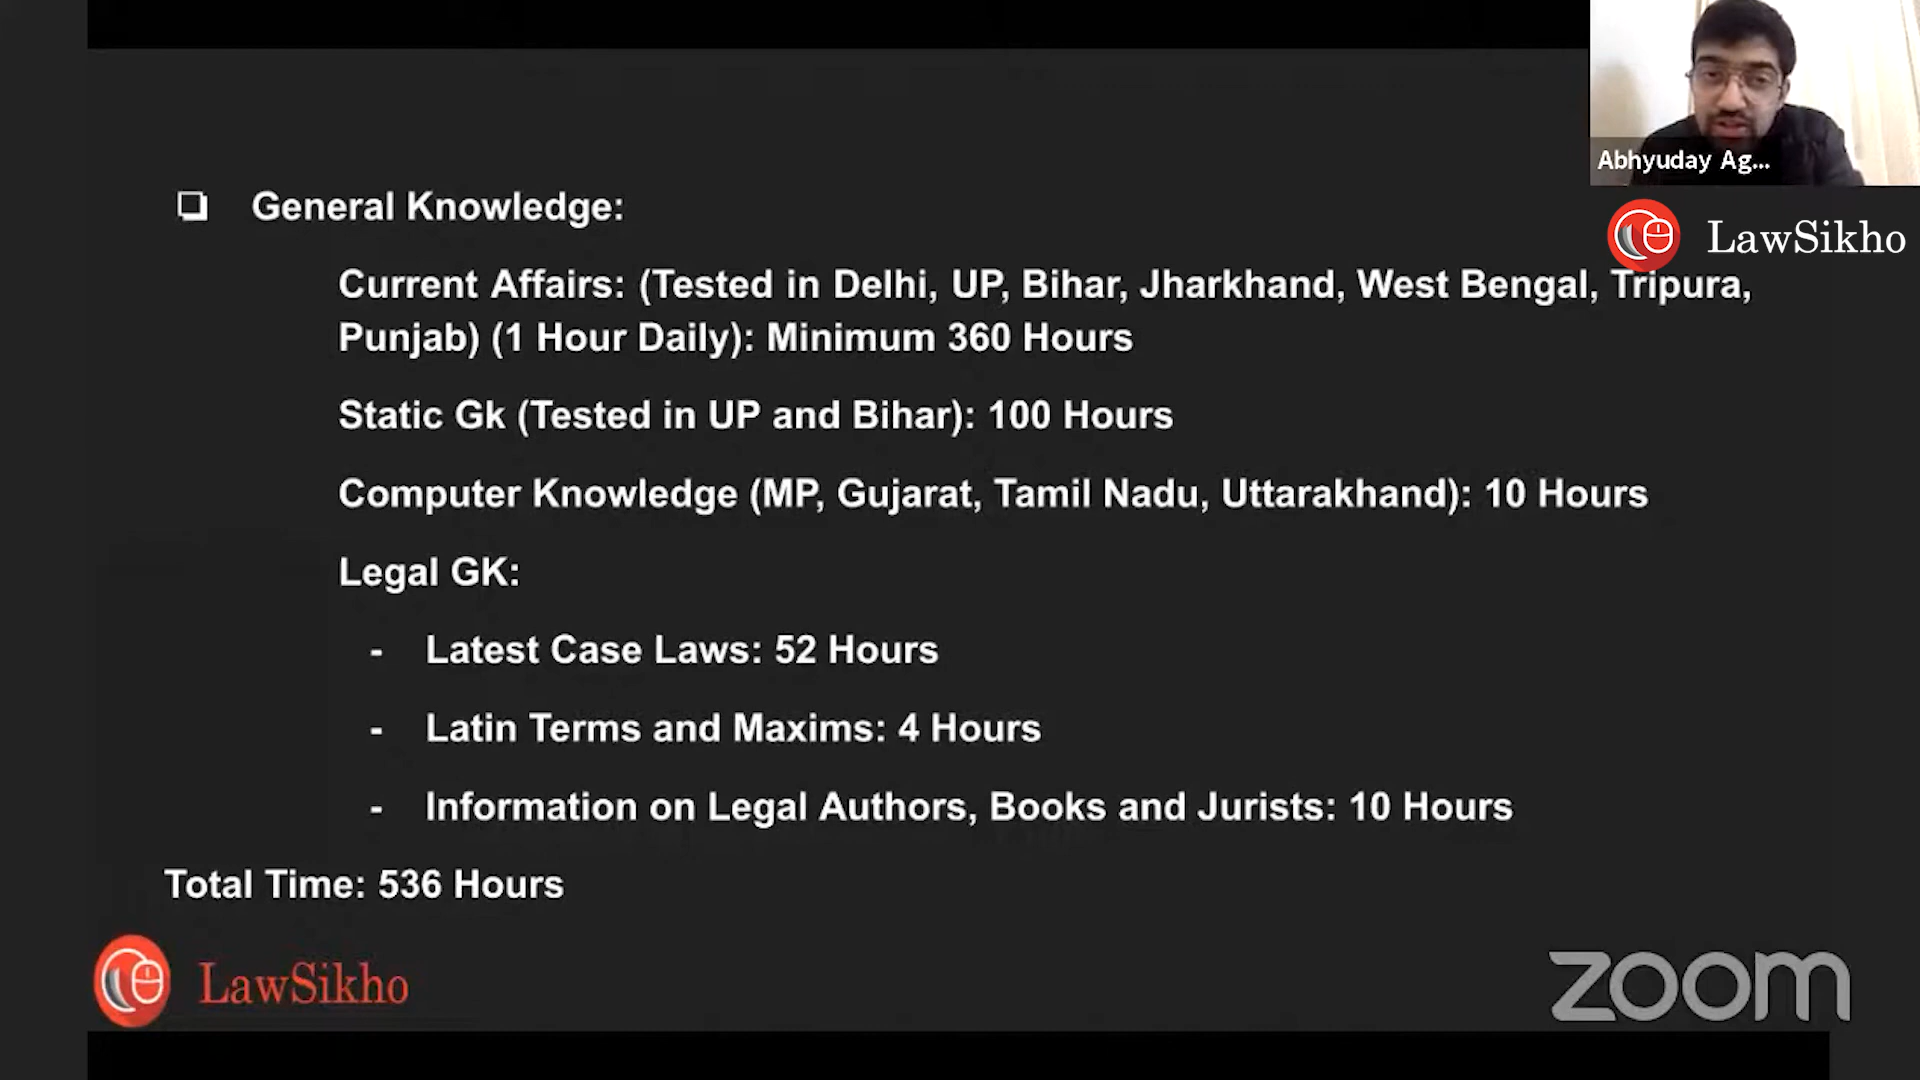 Abhyuday Ag...
LawSikho
General Knowledge:
Current Affairs: (Tested in Delhi, UP, Bihar, Jharkhand, West Bengal, Tripura,
Punjab) (1 Hour Daily): Minimum 360 Hours
Static Gk (Tested in UP and Bihar): 100 Hours
Computer Knowledge (MP, Gujarat, Tamil Nadu, Uttarakhand): 10 Hours
Legal GK:
- Latest Case Laws: 52 Hours
- Latin Terms and Maxims: 4 Hours
- Information on Legal Authors, Books and Jurists: 10 Hours
Total Time: 536 Hours
LawSikho
zoom